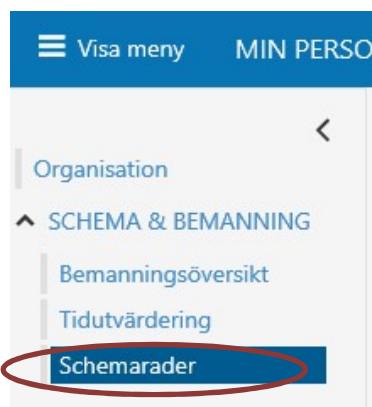 Visa meny MIN PERSO
Organisation
SCHEMA & BEMANNING
Bemanningsöversikt
Tidutvärdering
Schemarader